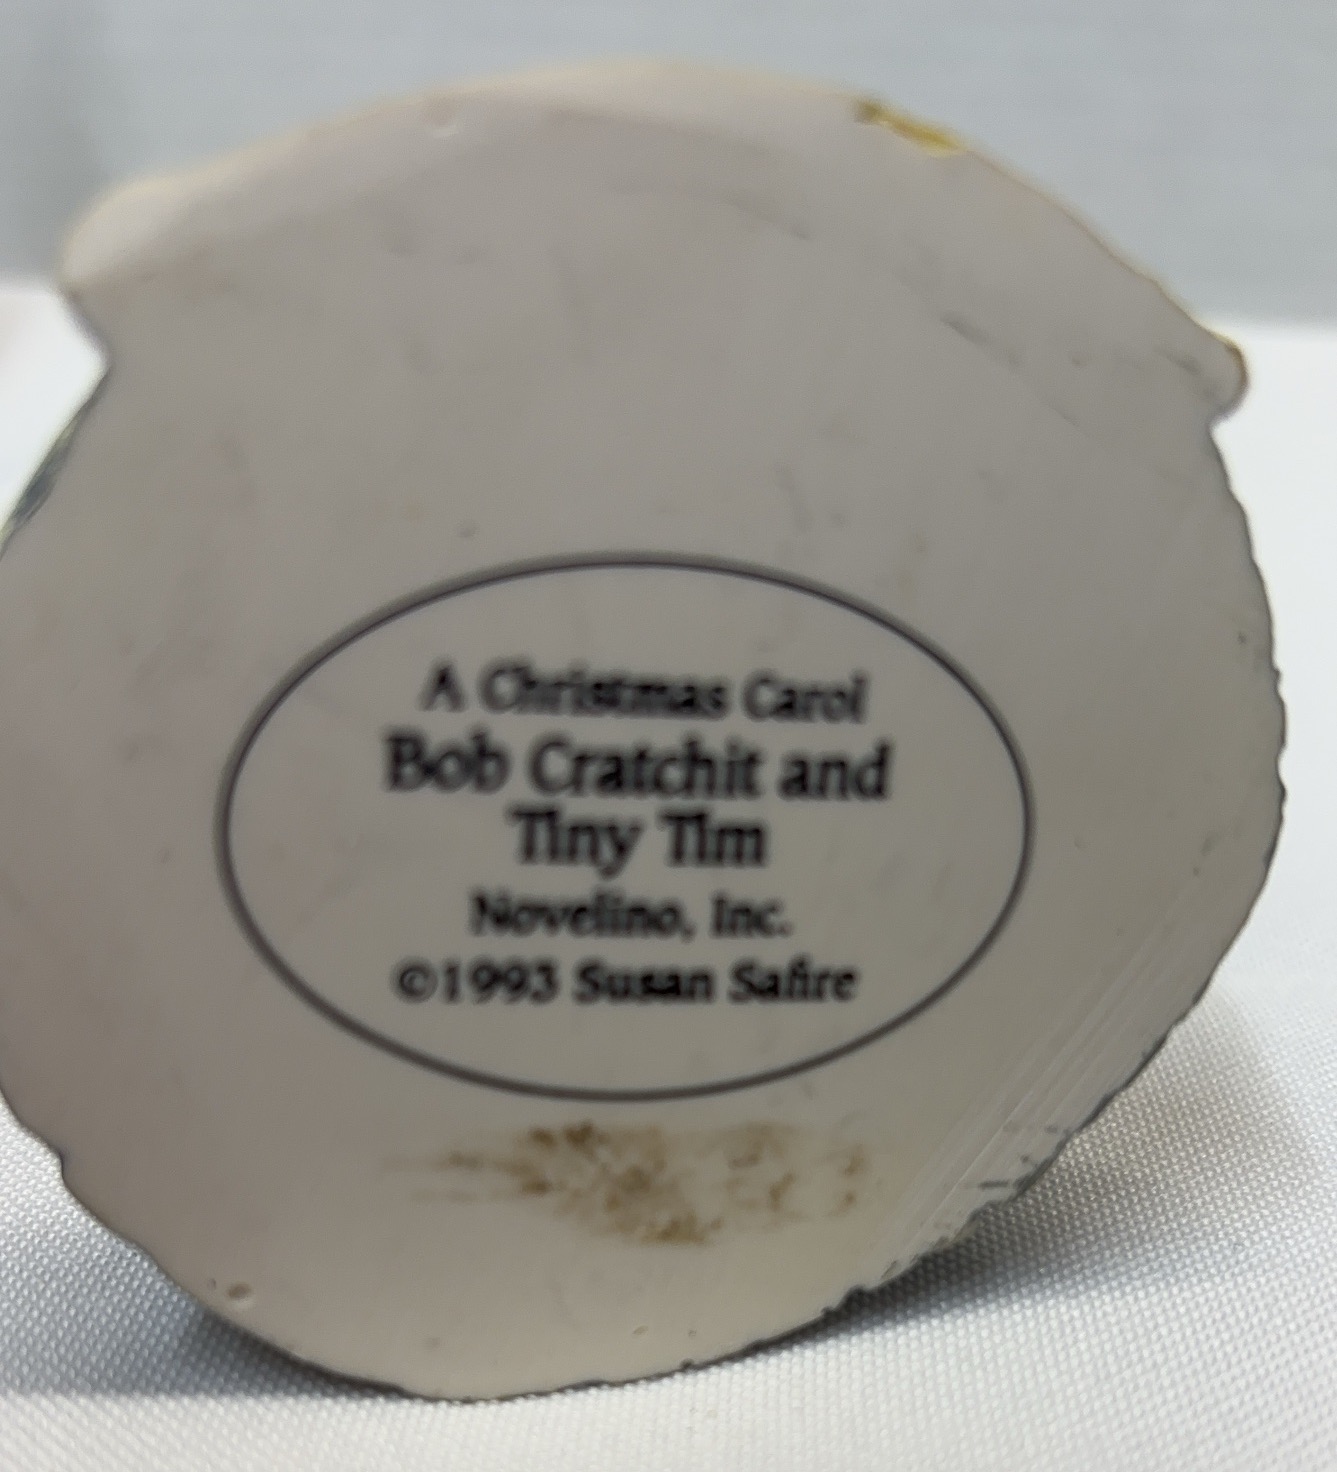 A Christmas Carol
Bob Cratchit and
Tiny Tim
Novelino, Inc.
©1993 Susan Safire